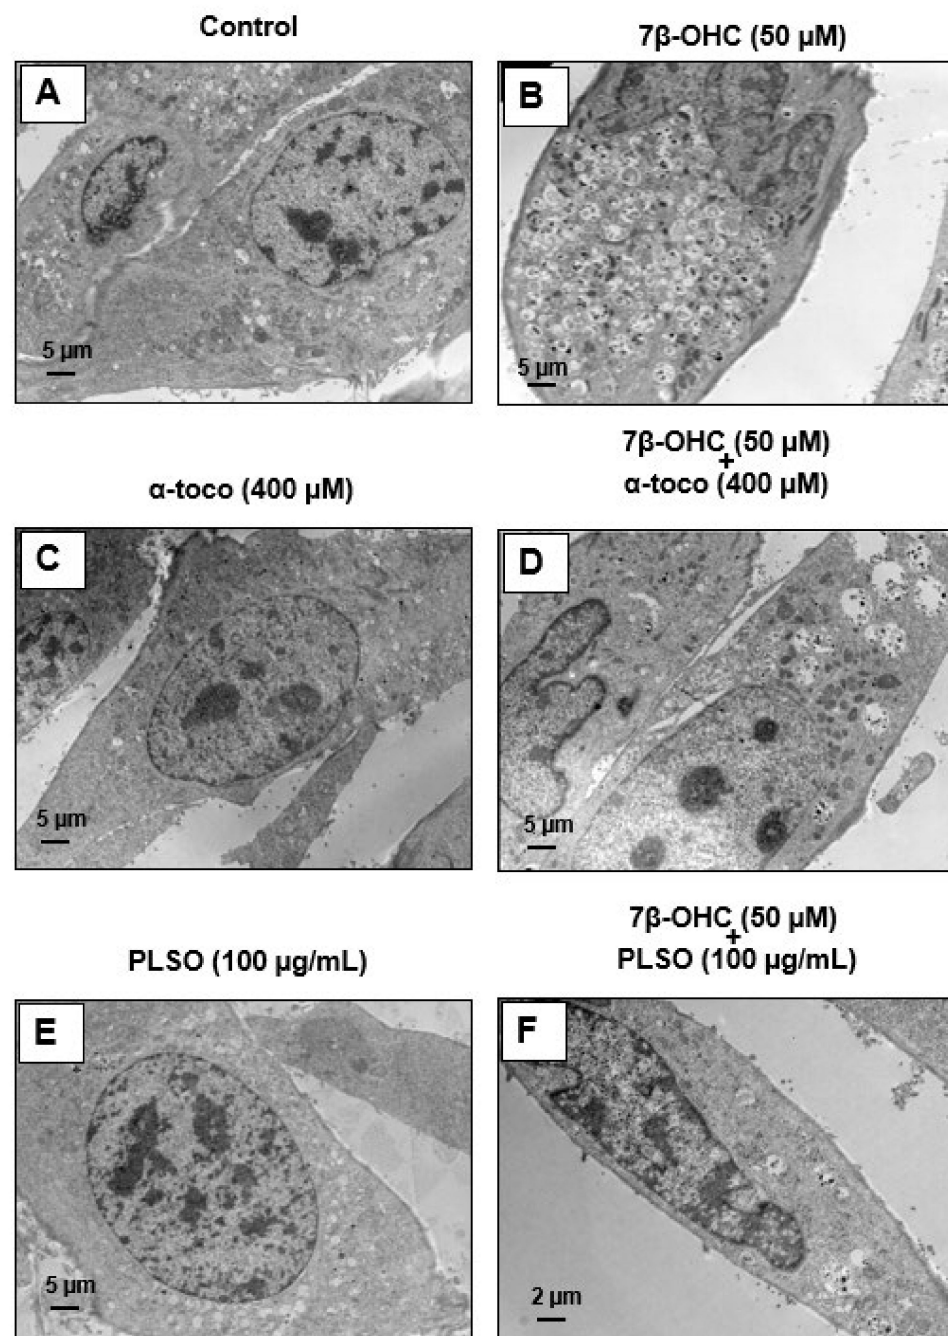 Control
7β-OHC (50 µM)
A
B
5 µm
5 µm
α-toco (400 µM)
7β-OHC (50 µM)
+
α-toco (400 µM)
C
D
5 µm
5 µm
PLSO (100 µg/mL)
7β-OHC (50 µM)
+
PLSO (100 µg/mL)
E
F
5 µm
2 µm